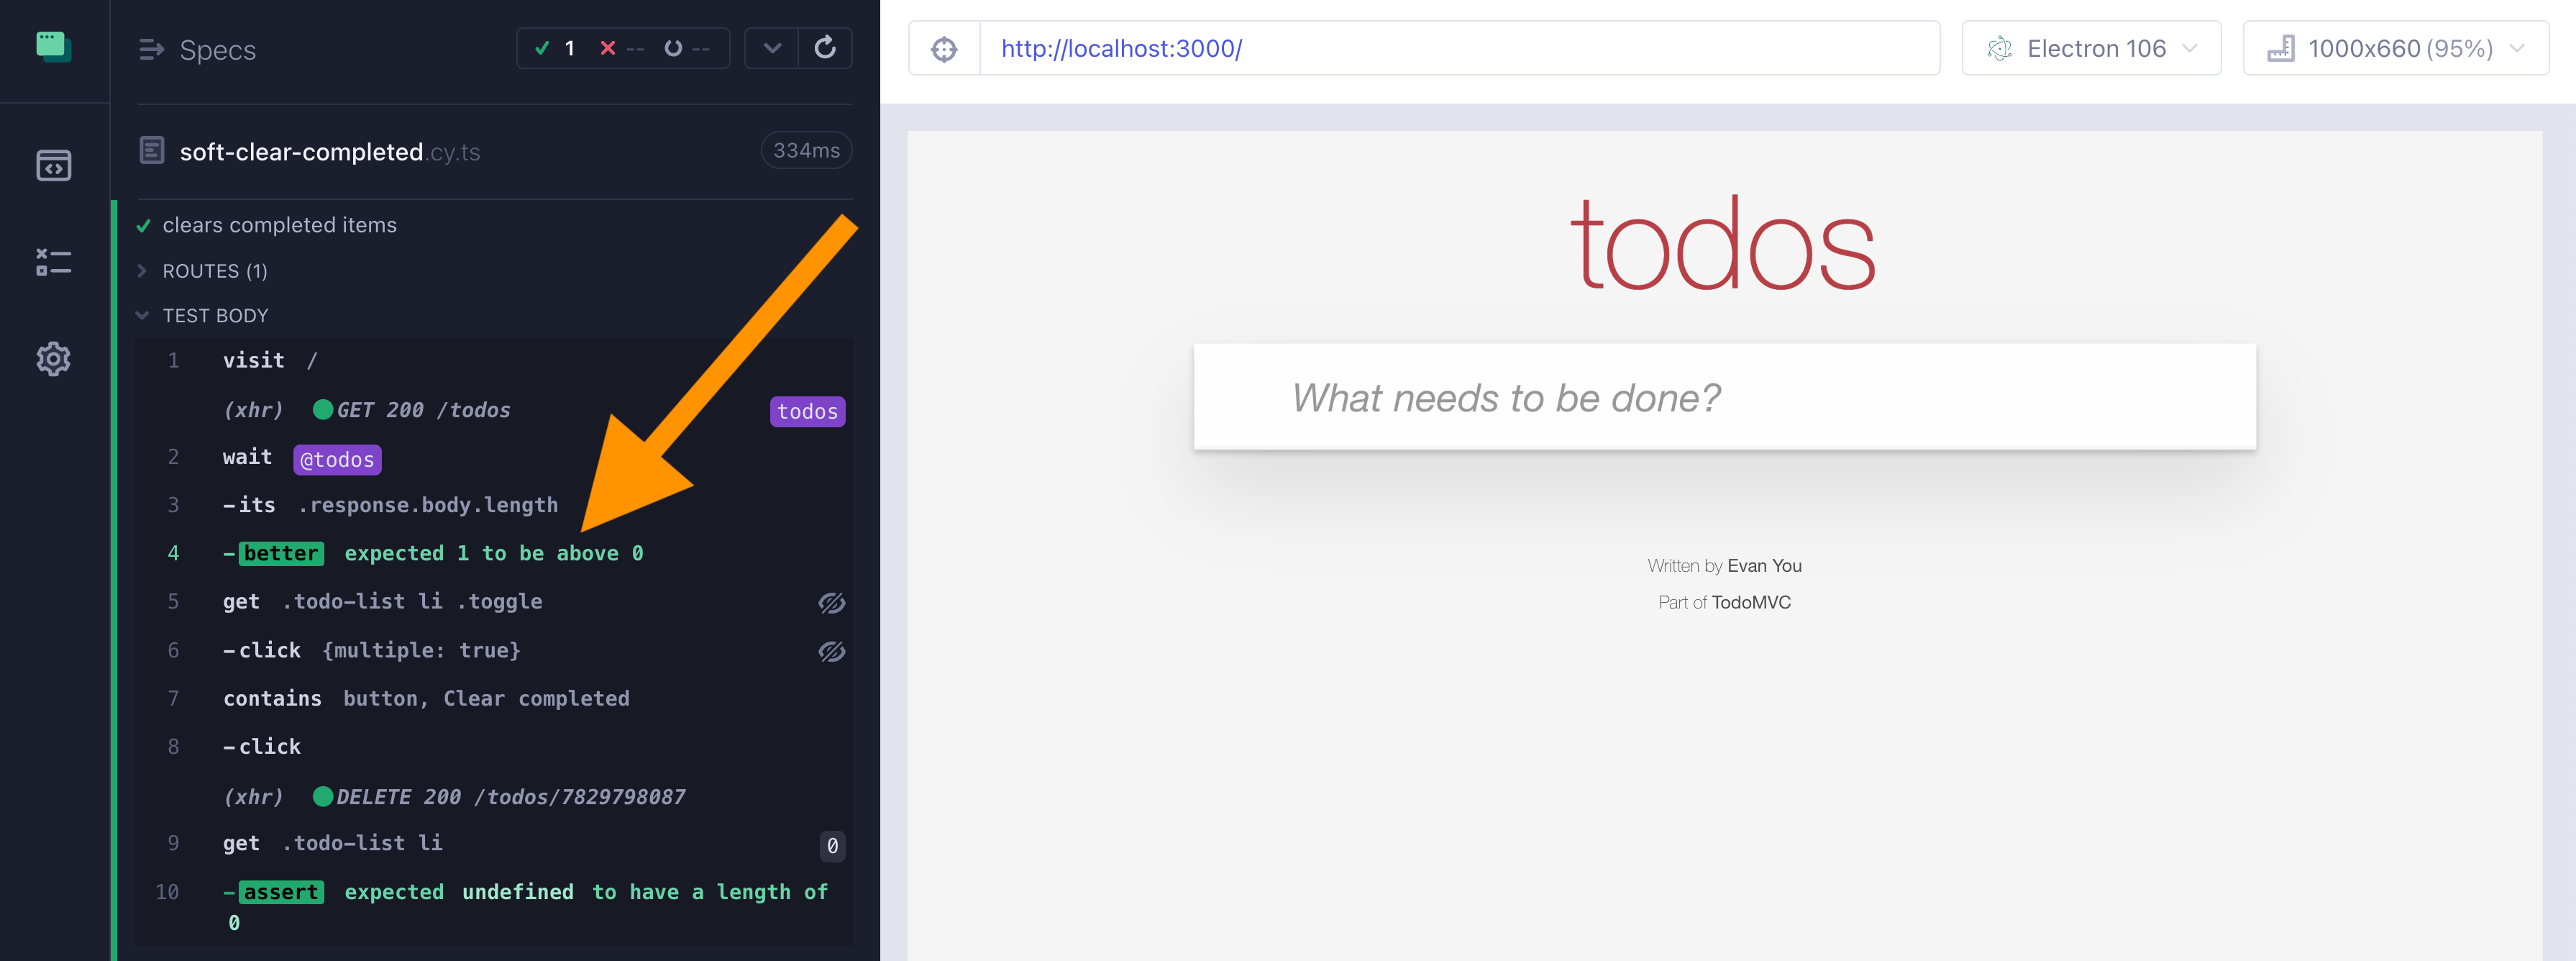 Specs
1 -- --
soft-clear-completed.cy.ts 334ms
clears completed items
ROUTES (1)
TEST BODY
1 visit /
(xhr) GET 200 /todos todos
2 wait @todos
3 -its .response.body.length
4 -better expected 1 to be above 0
5 get .todo-list li .toggle
6 -click {multiple: true}
7 contains button, Clear completed
8 -click
(xhr) DELETE 200 /todos/7829798087
9 get .todo-list li 0
10 -assert expected undefined to have a length of
0
http://localhost:3000/ Electron 106 1000x660 (95%)
todos
What needs to be done?
Written by Evan You
Part of TodoMVC